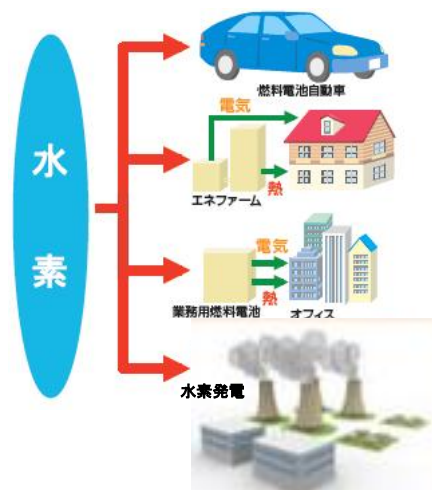 水素
燃料電池自動車
電気
熱
エネファーム
電気
熱
業務用燃料電池
オフィス
水素発電